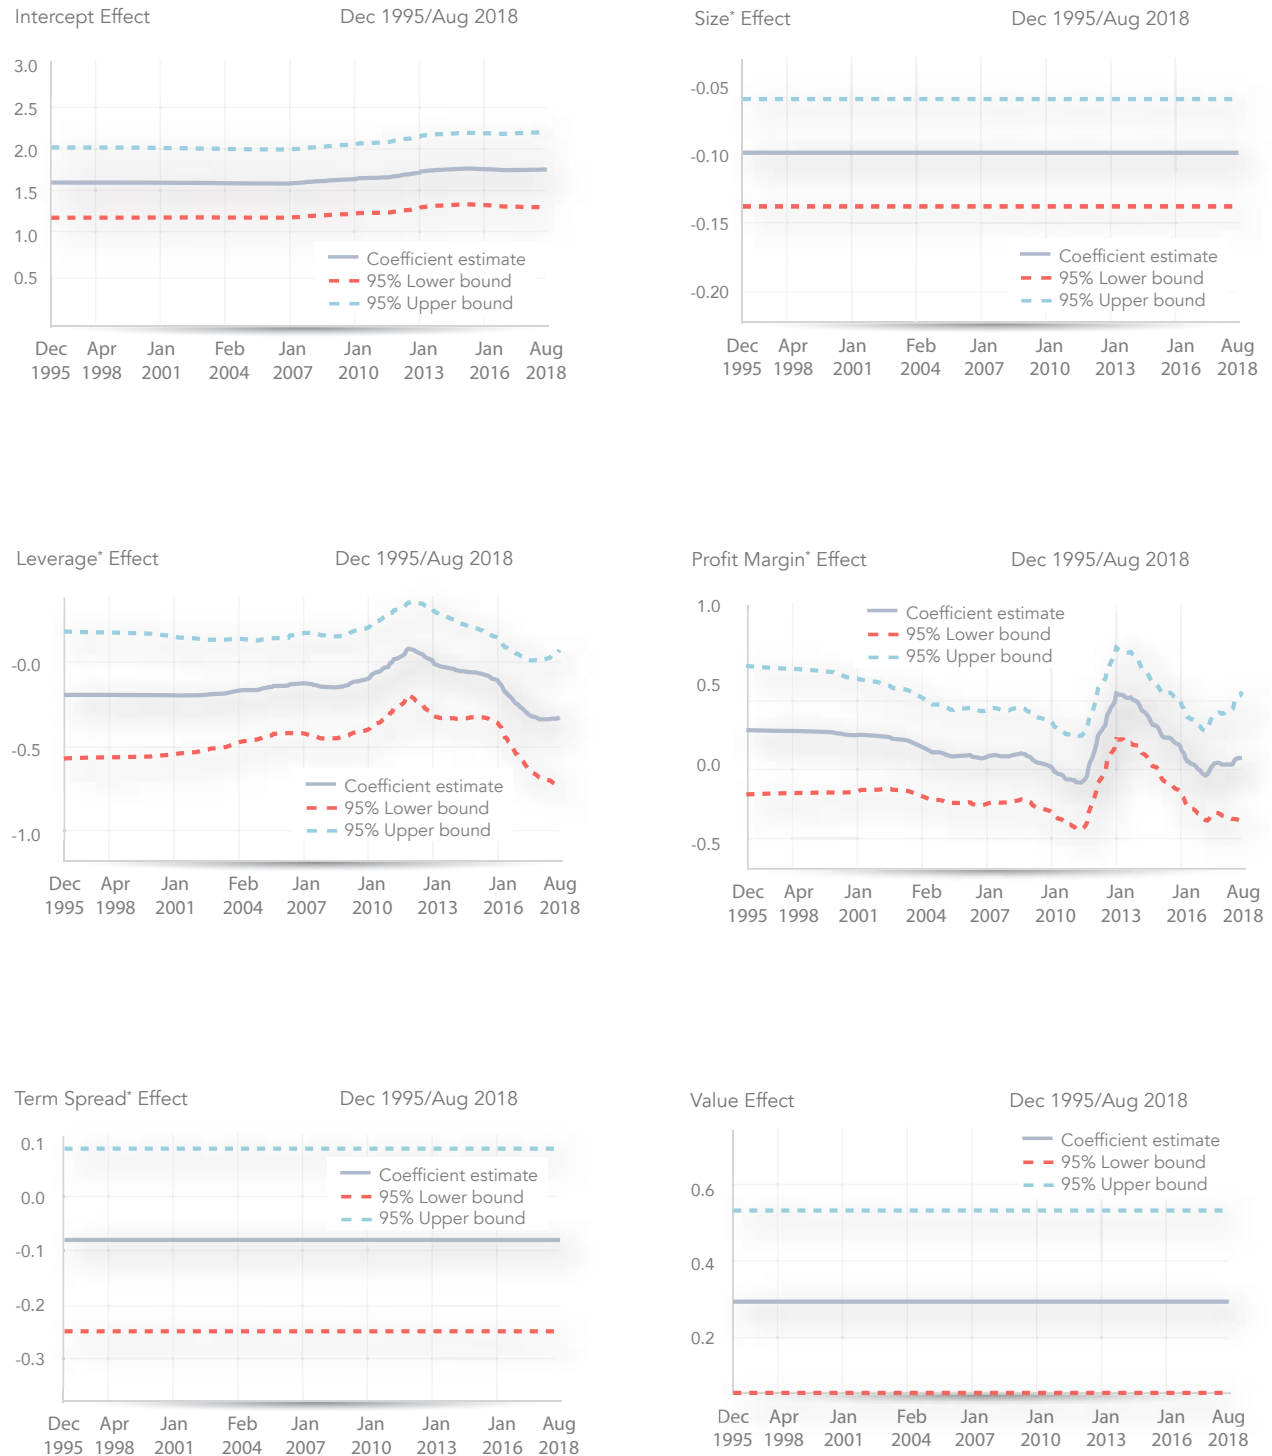 Intercept Effect Dec 1995/Aug 2018
3.0
2.5
2.0
1.5
1.0
0.5
Coefficient estimate
95% Lower bound
95% Upper bound
Dec Apr Jan Feb Jan Jan Jan Jan Aug
1995 1998 2001 2004 2007 2010 2013 2016 2018
Size* Effect Dec 1995/Aug 2018
-0.05
-0.10
-0.15
-0.20
Coefficient estimate
95% Lower bound
95% Upper bound
Dec Apr Jan Feb Jan Jan Jan Jan Aug
1995 1998 2001 2004 2007 2010 2013 2016 2018
Leverage* Effect Dec 1995/Aug 2018
-0.0
-0.5
-1.0
Coefficient estimate
95% Lower bound
95% Upper bound
Dec Apr Jan Feb Jan Jan Jan Jan Aug
1995 1998 2001 2004 2007 2010 2013 2016 2018
Profit Margin* Effect Dec 1995/Aug 2018
1.0
0.5
0.0
-0.5
Coefficient estimate
95% Lower bound
95% Upper bound
Dec Apr Jan Feb Jan Jan Jan Jan Aug
1995 1998 2001 2004 2007 2010 2013 2016 2018
Term Spread* Effect Dec 1995/Aug 2018
0.1
0.0
-0.1
-0.2
-0.3
Coefficient estimate
95% Lower bound
95% Upper bound
Dec Apr Jan Feb Jan Jan Jan Jan Aug
1995 1998 2001 2004 2007 2010 2013 2016 2018
Value Effect Dec 1995/Aug 2018
0.6
0.4
0.2
Coefficient estimate
95% Lower bound
95% Upper bound
Dec Apr Jan Feb Jan Jan Jan Jan Aug
1995 1998 2001 2004 2007 2010 2013 2016 2018